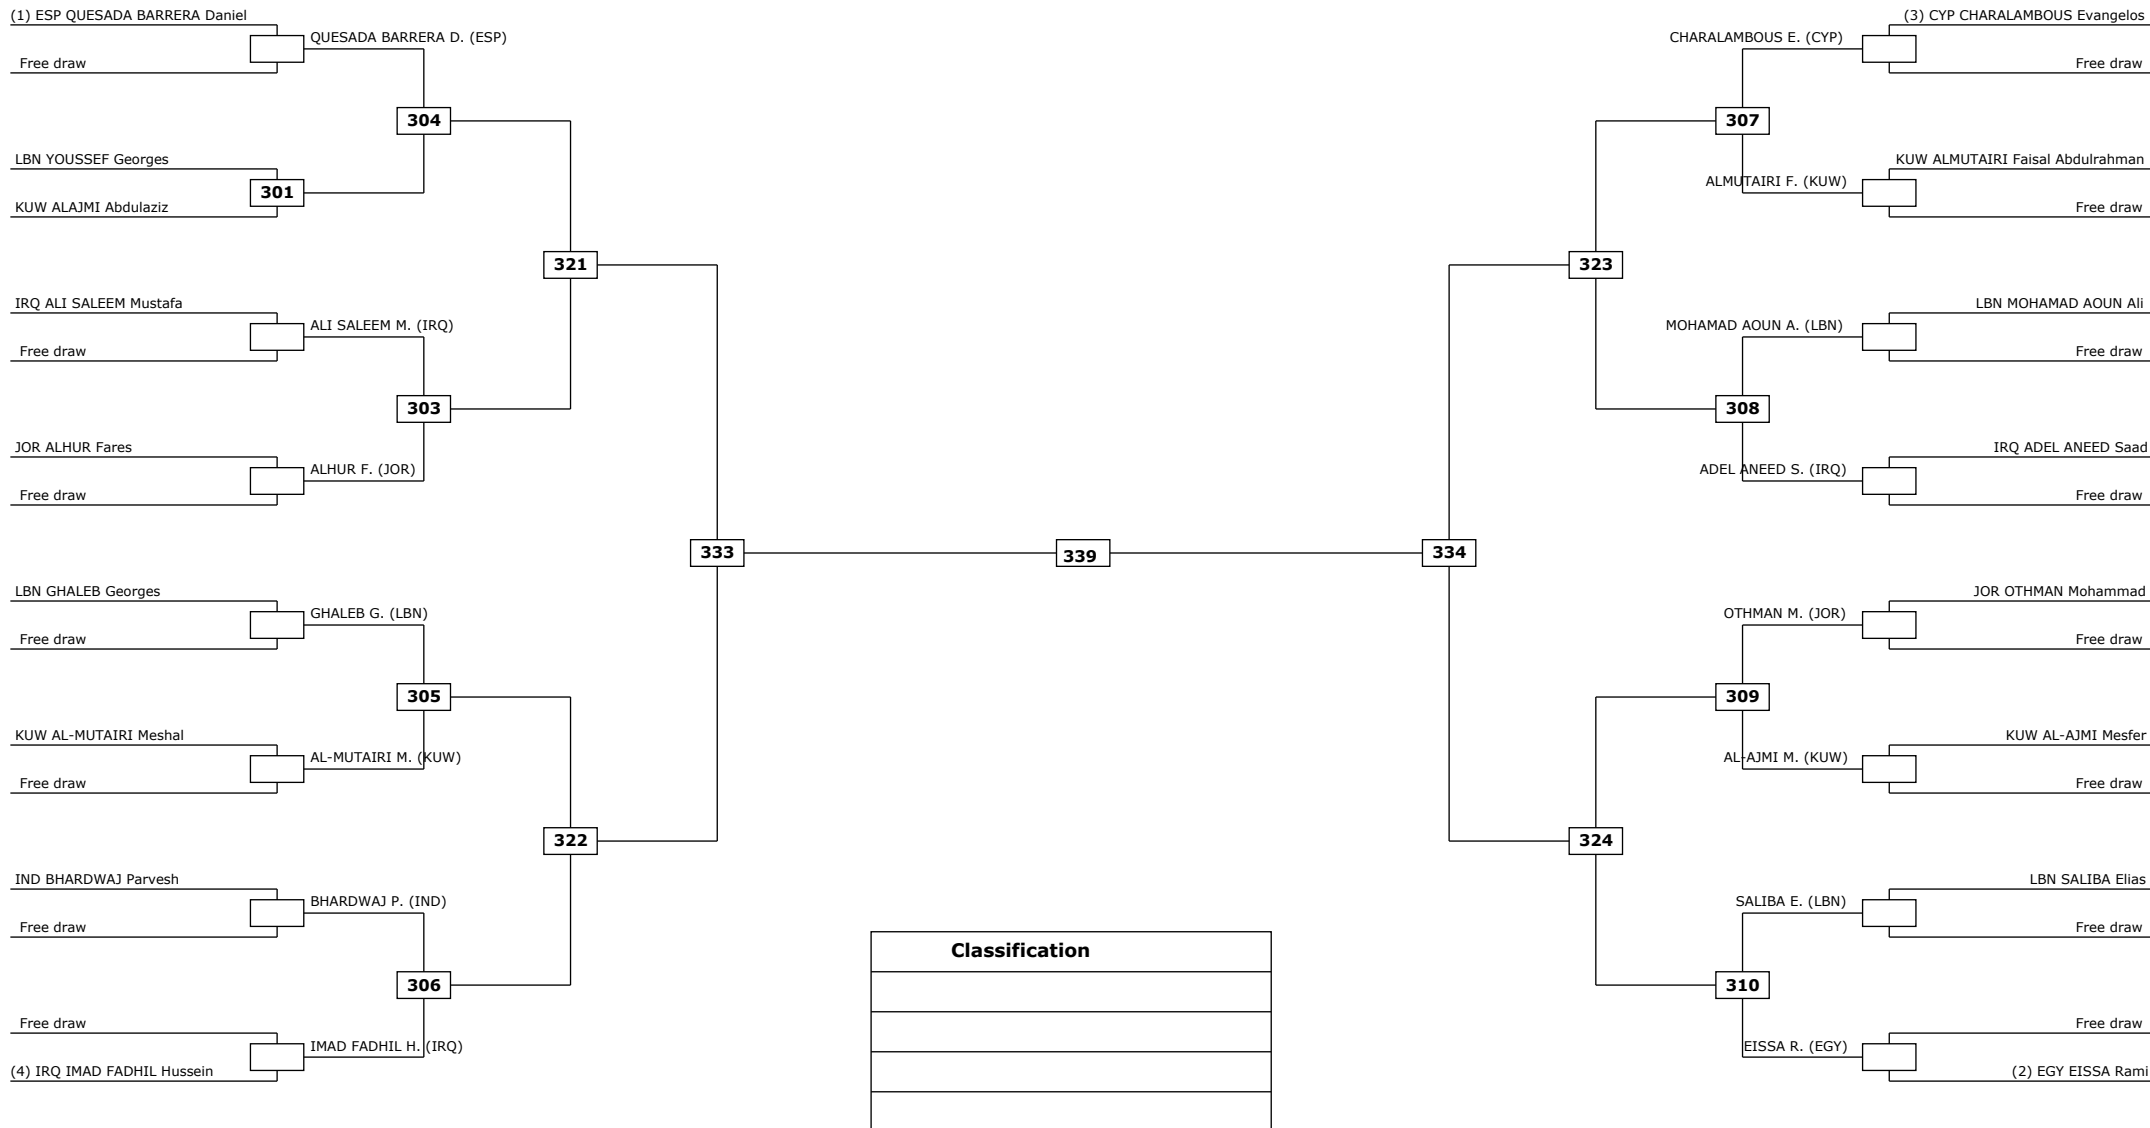 (1) ESP QUESADA BARRERA Daniel
QUESADA BARRERA D. (ESP)
Free draw
304
LBN YOUSSEF Georges
301
KUW ALAJMI Abdulaziz
321
IRQ ALI SALEEM Mustafa
ALI SALEEM M. (IRQ)
Free draw
303
JOR ALHUR Fares
ALHUR F. (JOR)
Free draw
333
LBN GHALEB Georges
GHALEB G. (LBN)
Free draw
305
KUW AL-MUTAIRI Meshal
AL-MUTAIRI M. (KUW)
Free draw
322
IND BHARDWAJ Parvesh
BHARDWAJ P. (IND)
Free draw
306
Free draw
IMAD FADHIL H. (IRQ)
(4) IRQ IMAD FADHIL Hussein
339
Classification
(3) CYP CHARALAMBOUS Evangelos
CHARALAMBOUS E. (CYP)
Free draw
307
KUW ALMUTAIRI Faisal Abdulrahman
ALMUTAIRI F. (KUW)
Free draw
323
LBN MOHAMAD AOUN Ali
MOHAMAD AOUN A. (LBN)
Free draw
308
IRQ ADEL ANEED Saad
ADEL ANEED S. (IRQ)
Free draw
334
JOR OTHMAN Mohammad
OTHMAN M. (JOR)
Free draw
309
KUW AL-AJMI Mesfer
AL-AJMI M. (KUW)
Free draw
324
LBN SALIBA Elias
SALIBA E. (LBN)
Free draw
310
Free draw
EISSA R. (EGY)
(2) EGY EISSA Rami